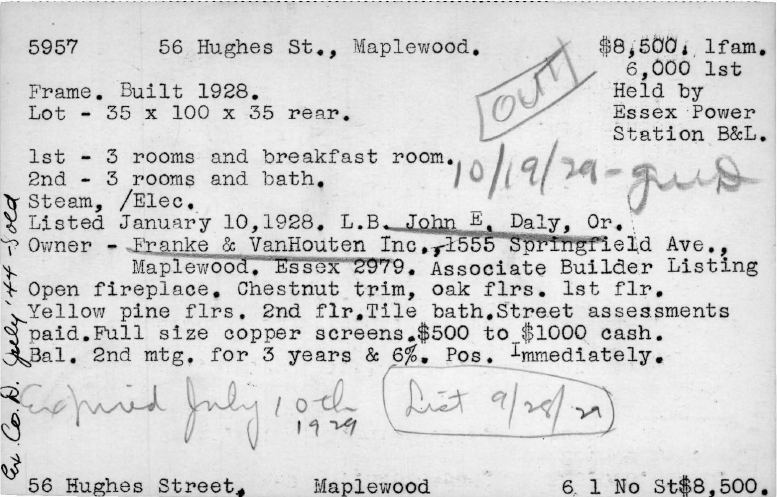 5957 56 Hughes St., Maplewood. $8,500. 1fam.
6,000 1st
Frame. Built 1928. Held by
Lot - 35 x 100 x 35 rear. Essex Power
Station B&L.
OUT
1st - 3 rooms and breakfast room.
10/19/29 -
2nd - 3 rooms and bath.
Steam, /Elec.
Listed January 10,1928. L.B. John E. Daly, Or.
Owner - Franke & VanHouten Inc.,-1555 Springfield Ave.,
Maplewood. Essex 2979. Associate Builder Listing
Open fireplace. Chestnut trim, oak flrs. 1st flr.
Yellow pine flrs. 2nd flr.Tile bath.Street assessments
paid.Full size copper screens.$500 to $1000 cash.
Bal. 2nd mtg. for 3 years & 6%. Pos. Immediately.
Expired July 10th 1929
List 9/28/29
Ex. Co. D. July '44 - Sold
56 Hughes Street, Maplewood 6 1 No St$8,500.